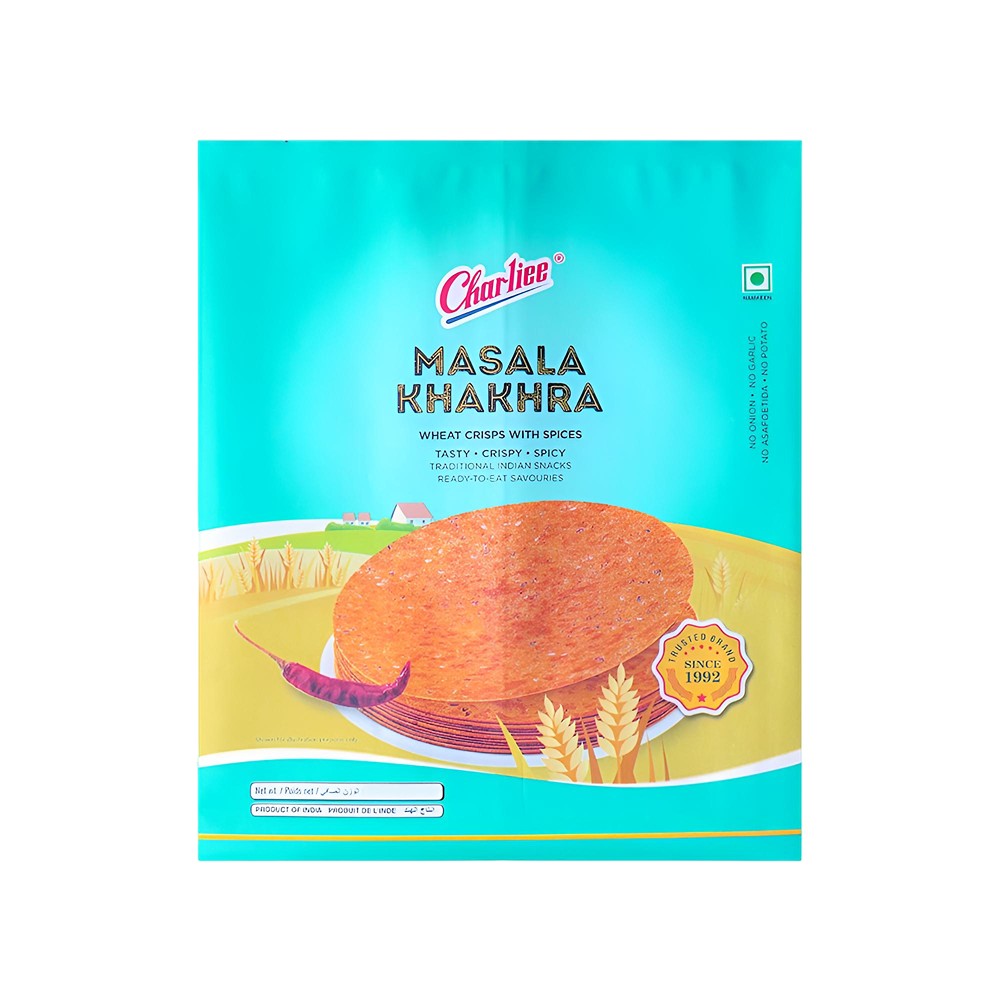 Charliee ®
MASALA
KHAKHRA
WHEAT CRISPS WITH SPICES
TASTY • CRISPY • SPICY
TRADITIONAL INDIAN SNACKS
READY-TO-EAT SAVOURIES
NAMKEEN
NO ONION • NO GARLIC
NO ASAFOETIDA • NO POTATO
TRUSTED BRAND
SINCE
1992
Net wt. / Poids net / الوزن الصافي
PRODUCT OF INDIA PRODUIT DE L'INDE